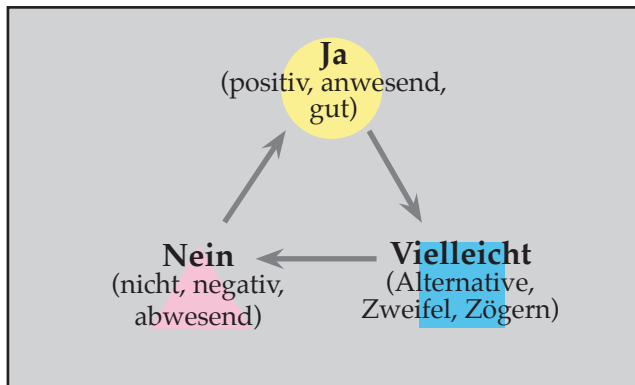 Ja
(positiv, anwesend,
gut)
Nein
(nicht, negativ,
abwesend)
Vielleicht
(Alternative,
Zweifel, Zögern)